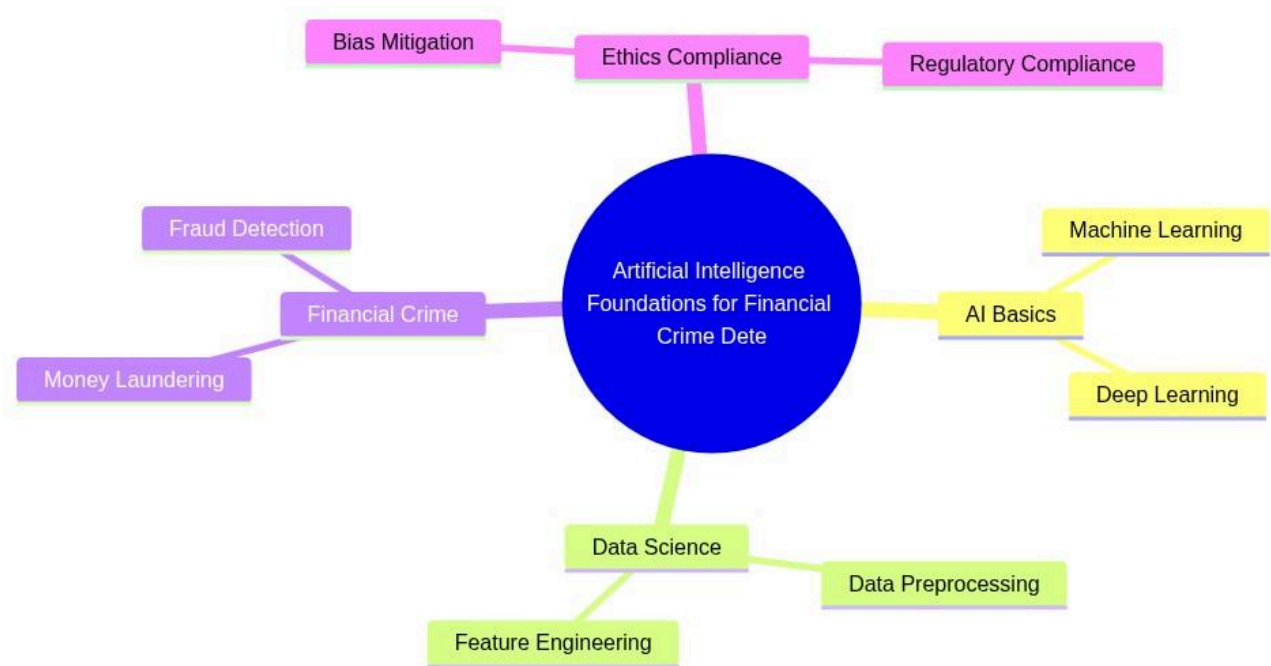 Bias Mitigation
Ethics Compliance
Regulatory Compliance
Fraud Detection
Financial Crime
Money Laundering
Artificial Intelligence
Foundations for Financial
Crime Dete
Machine Learning
AI Basics
Deep Learning
Data Science
Data Preprocessing
Feature Engineering